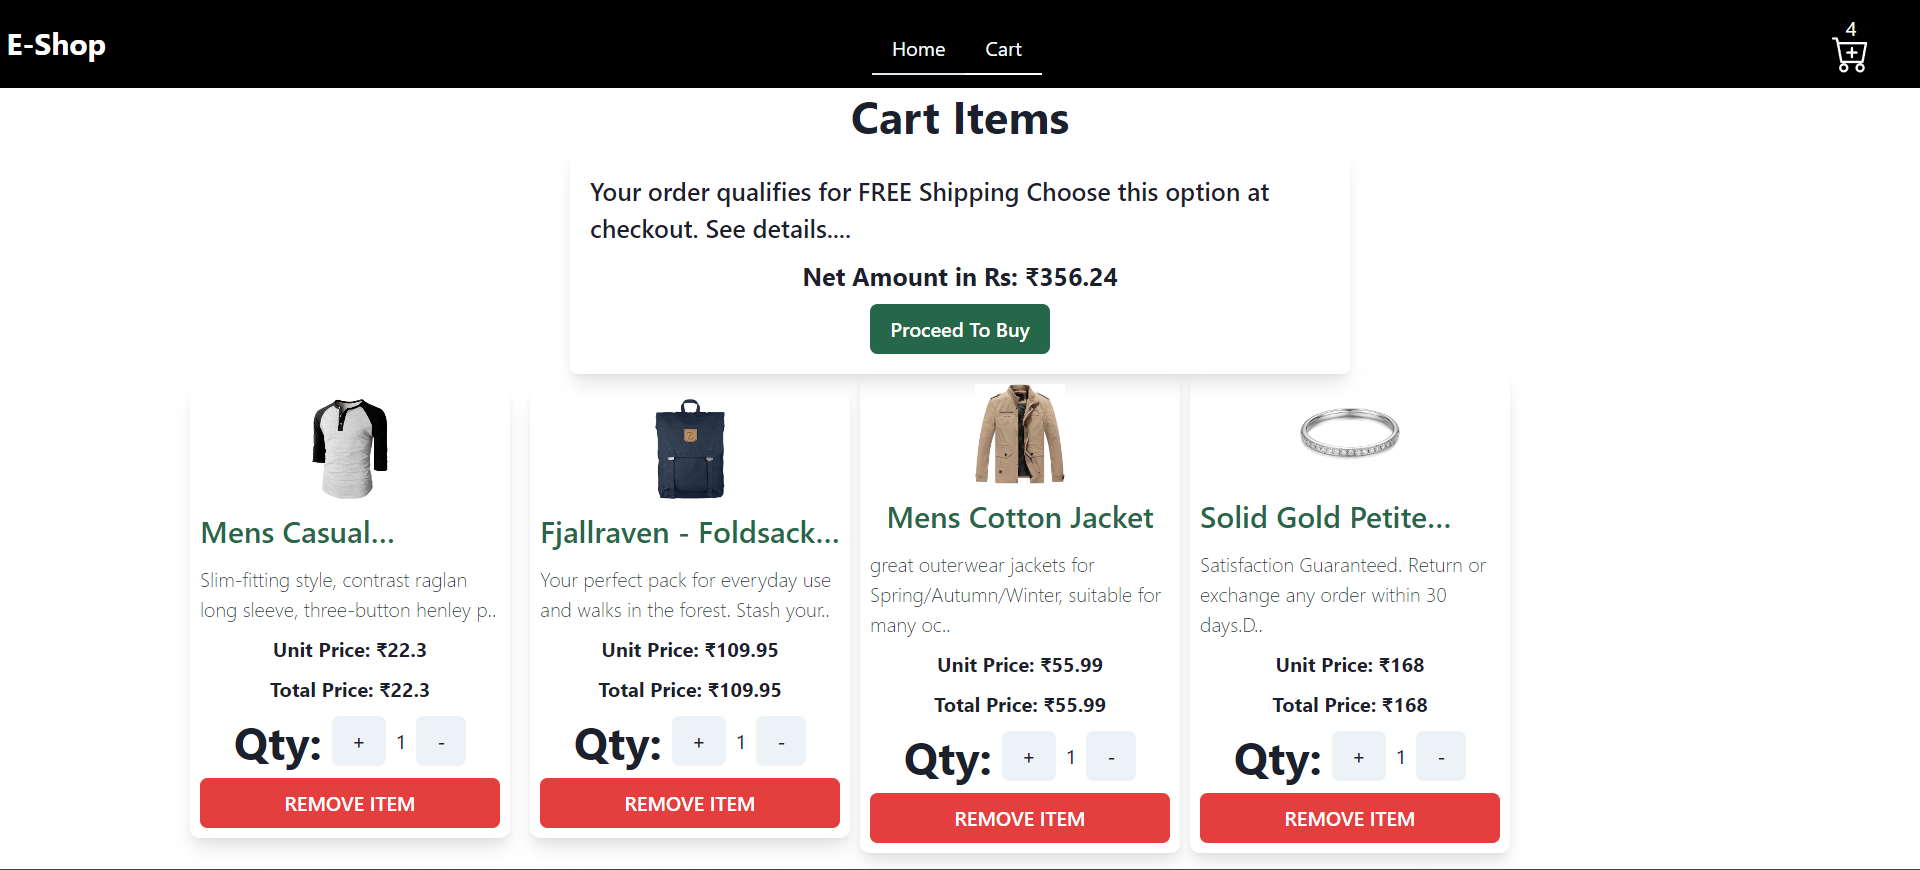 E-Shop
Home
Cart
4
Cart Items
Your order qualifies for FREE Shipping Choose this option at
checkout. See details....
Net Amount in Rs: ₹356.24
Proceed To Buy
Mens Casual...
Slim-fitting style, contrast raglan
long sleeve, three-button henley p..
Unit Price: ₹22.3
Total Price: ₹22.3
Qty: + 1 -
REMOVE ITEM
Fjallraven - Foldsack...
Your perfect pack for everyday use
and walks in the forest. Stash your..
Unit Price: ₹109.95
Total Price: ₹109.95
Qty: + 1 -
REMOVE ITEM
Mens Cotton Jacket
great outerwear jackets for
Spring/Autumn/Winter, suitable for
many oc..
Unit Price: ₹55.99
Total Price: ₹55.99
Qty: + 1 -
REMOVE ITEM
Solid Gold Petite...
Satisfaction Guaranteed. Return or
exchange any order within 30
days.D..
Unit Price: ₹168
Total Price: ₹168
Qty: + 1 -
REMOVE ITEM